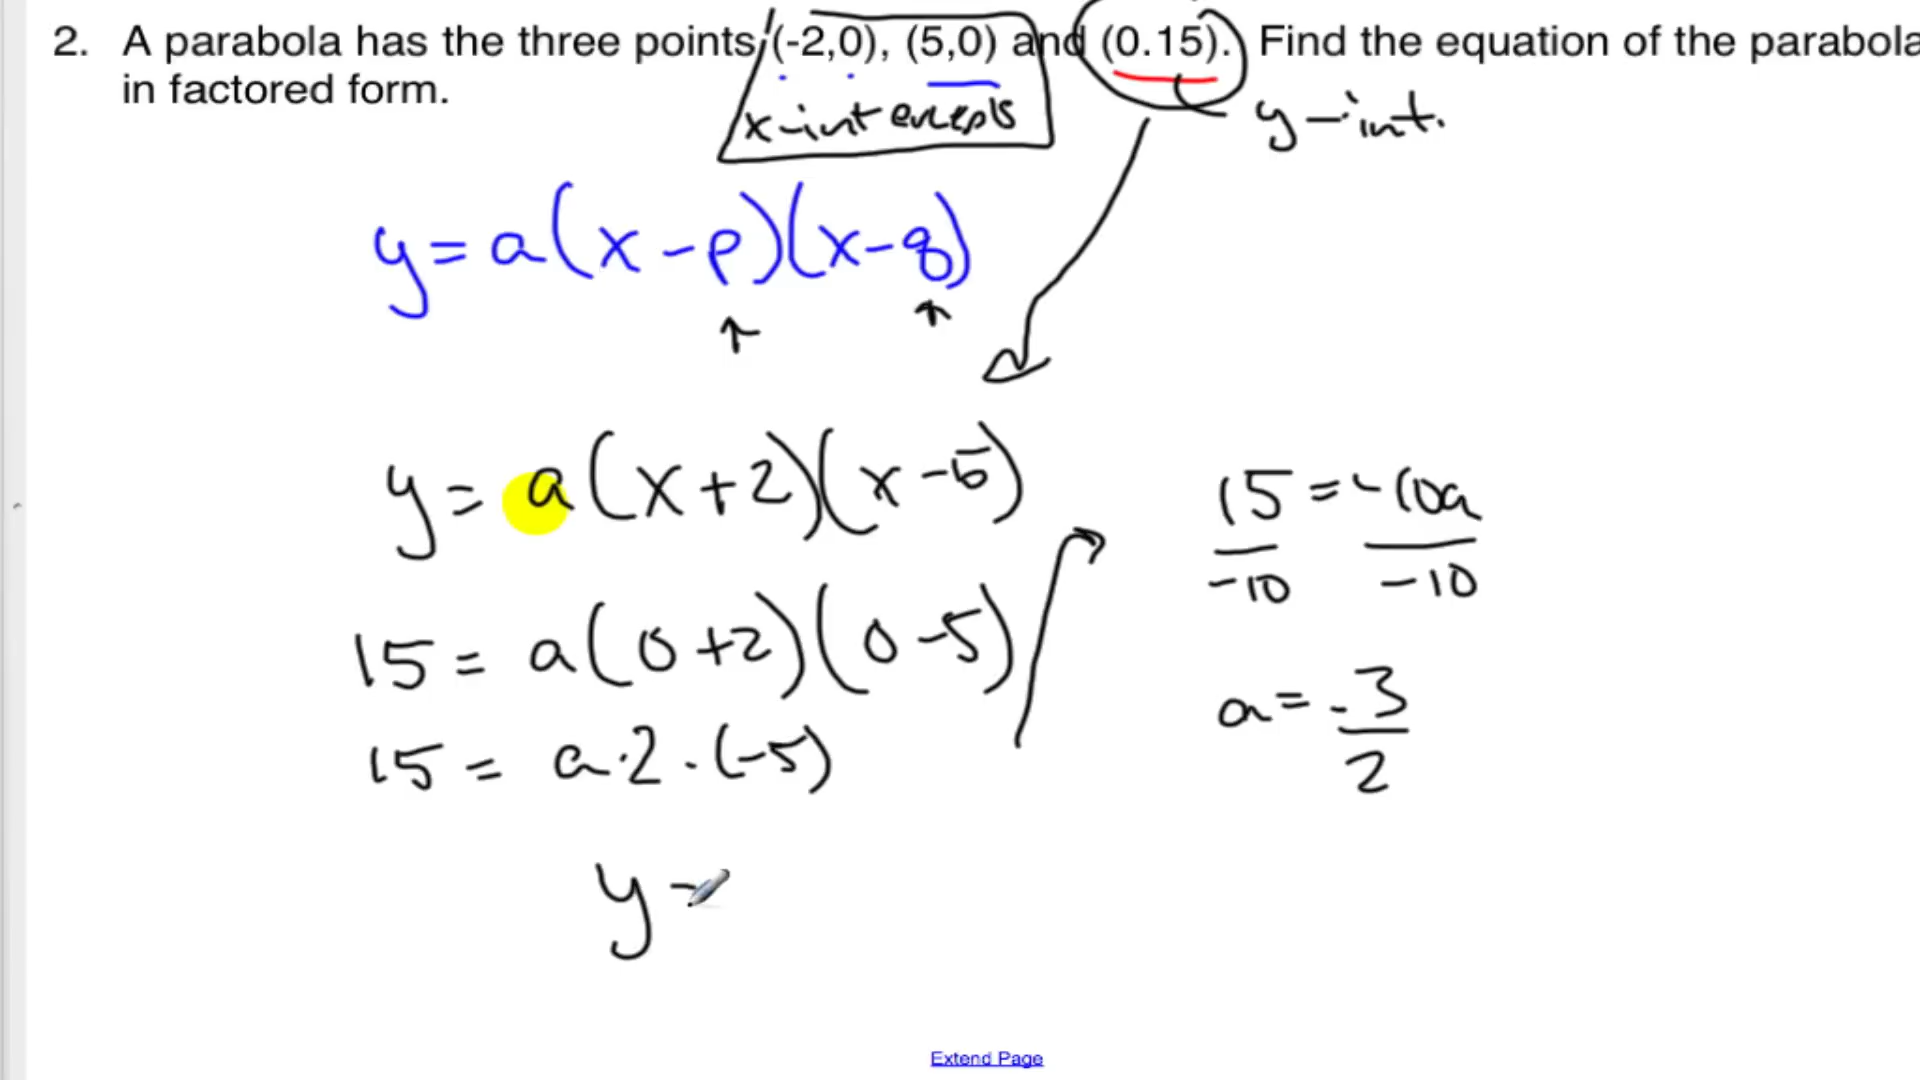 2. A parabola has the three points (-2,0), (5,0) and (0.15). Find the equation of the parabola
in factored form.
x-intercepts
y-int.
y=a(x-p)(x-q)
y=a(x+2)(x-5)
15=a(0+2)(0-5)
15=a·2·(-5)
15=-10a
-10 -10
a=-3
2
y=
Extend Page